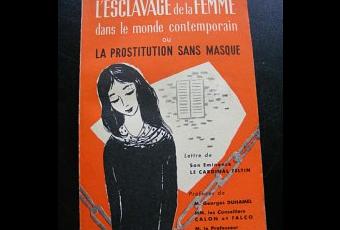 L'ESCLAVAGE de la FEMME
dans le monde contemporain
ou
LA PROSTITUTION SANS MASQUE
Lettre de
Son Eminence
LE CARDINAL FELTIN
Préfaces de
M. Georges DUHAMEL
MM. les Conseillers
CALON et FALCO
M. le Professeur